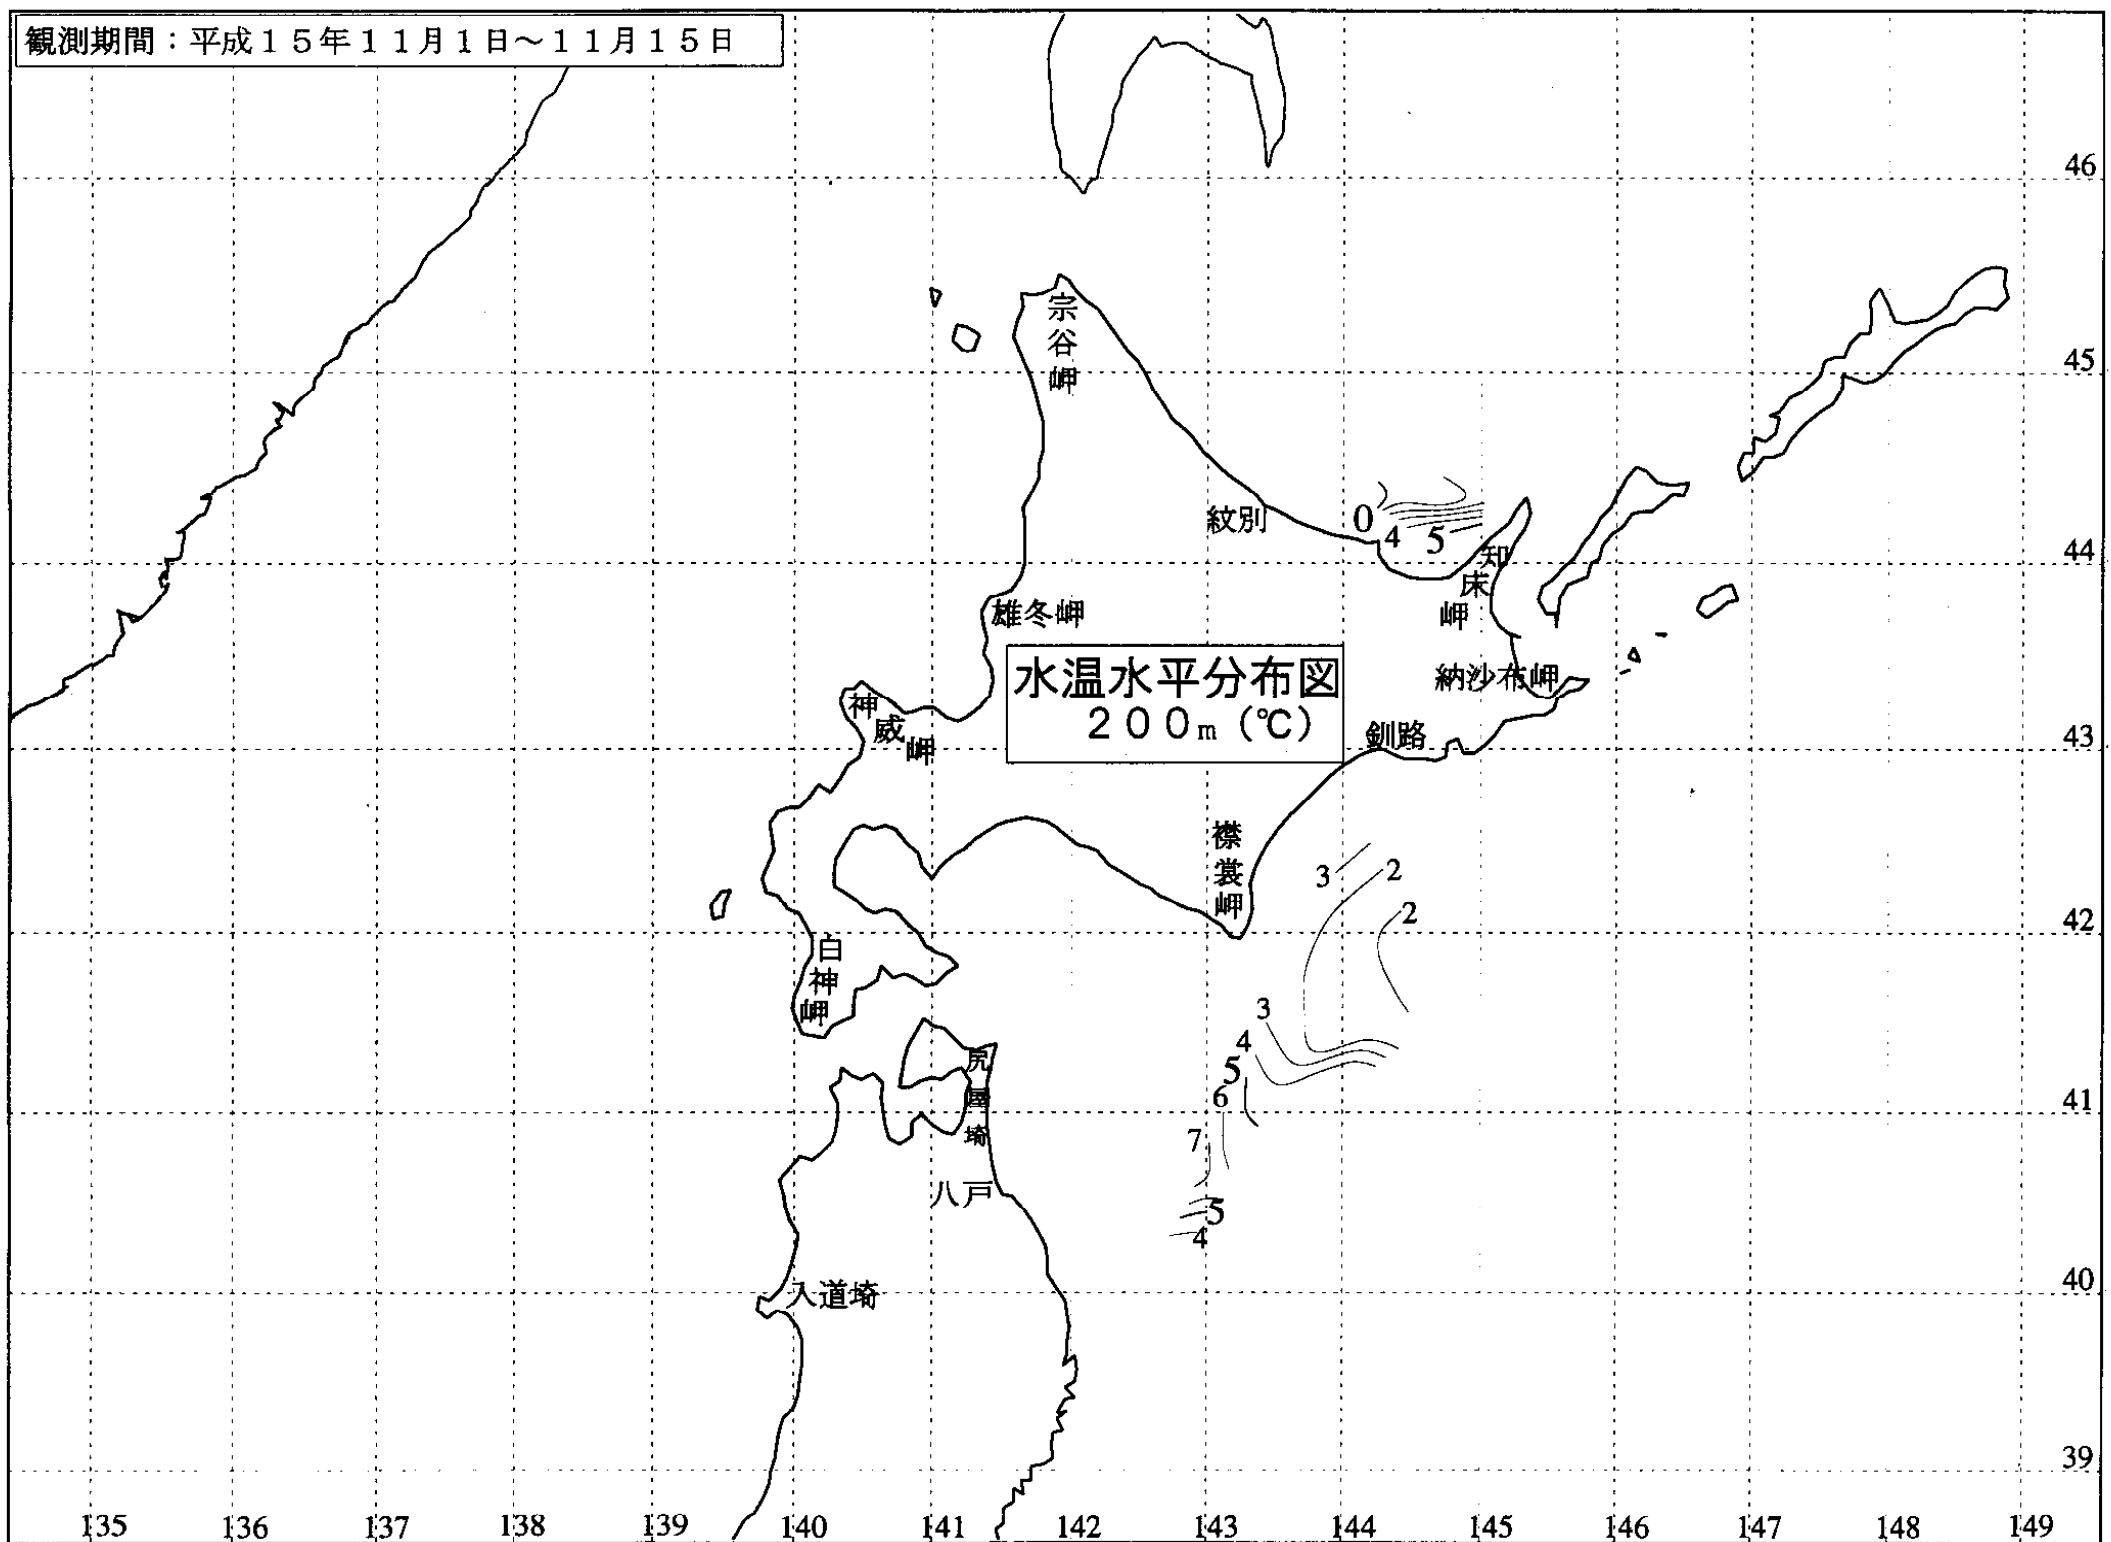 観測期間：平成１５年１１月１日～１１月１５日
46
宗谷岬
45
紋別
0
4
5
44
知床岬
雄冬岬
水温水平分布図
２００ｍ（℃）
納沙布岬
神威岬
釧路
43
襟裳岬
3
2
2
42
白神岬
3
4
5
6
41
尻屋埼
7
八戸
5
4
40
入道埼
39
135
136
137
138
139
140
141
142
143
144
145
146
147
148
149